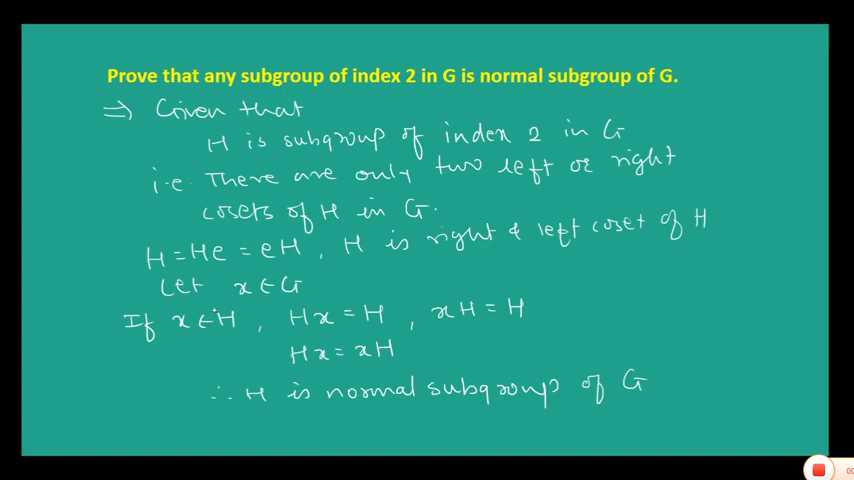 Prove that any subgroup of index 2 in G is normal subgroup of G.
⇒ Given that
H is subgroup of index 2 in G
i.e. There are only two left or right
cosets of H in G.
H = He = eH, H is right & left coset of H
Let x ∈ G
If x ∈ H, Hx = H, xH = H
Hx = xH
∴ H is normal subgroup of G
00